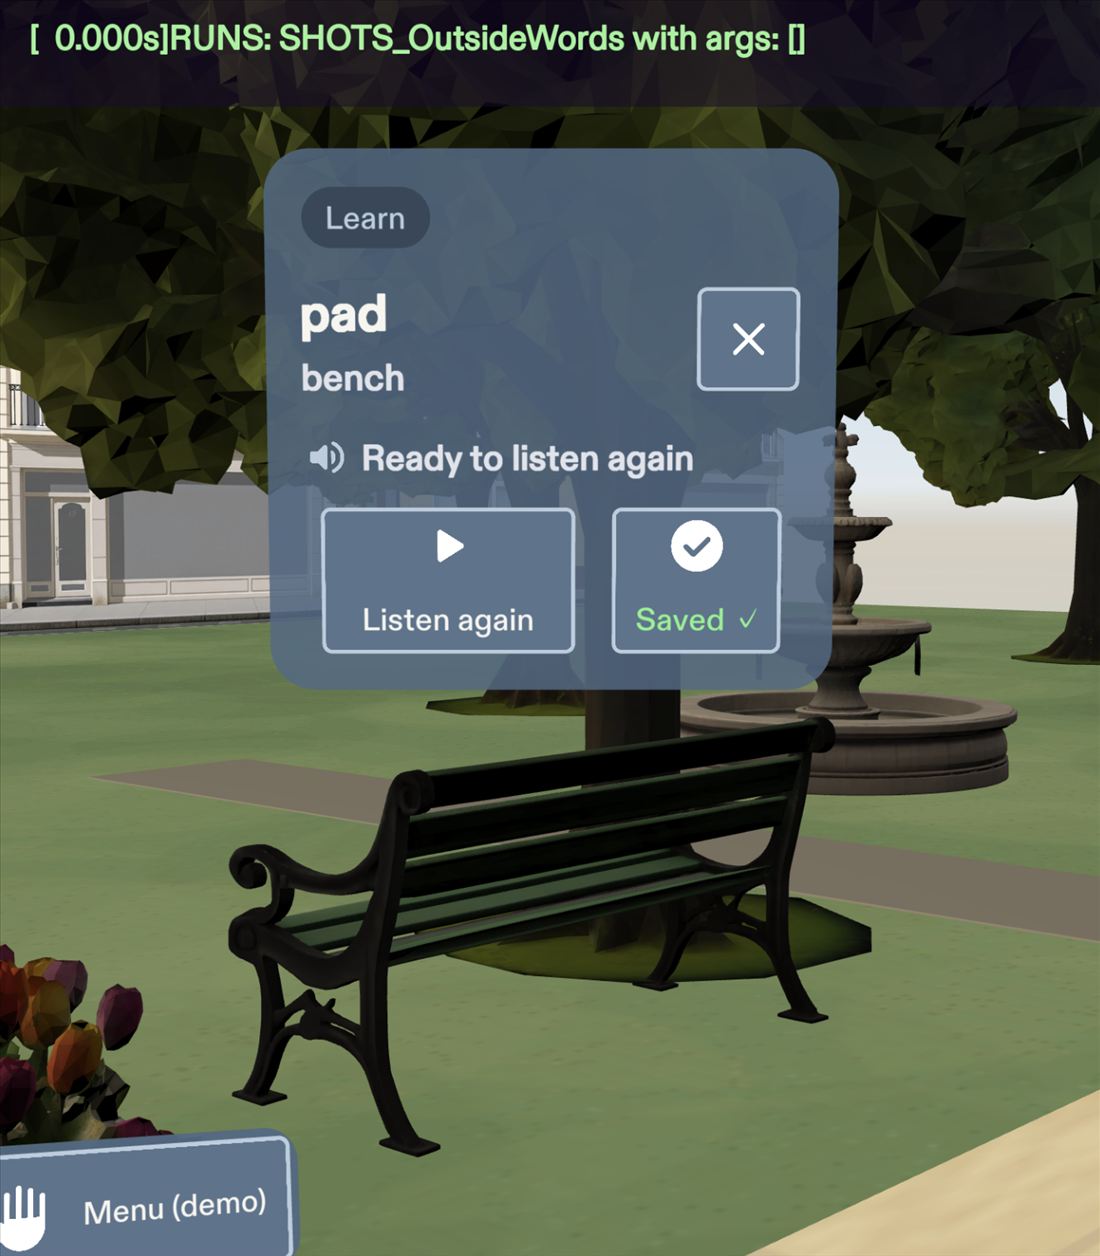 [  0.000s]RUNS: SHOTS_OutsideWords with args: []
Learn
pad
bench
Ready to listen again
Listen again
Saved ✓
Menu (demo)